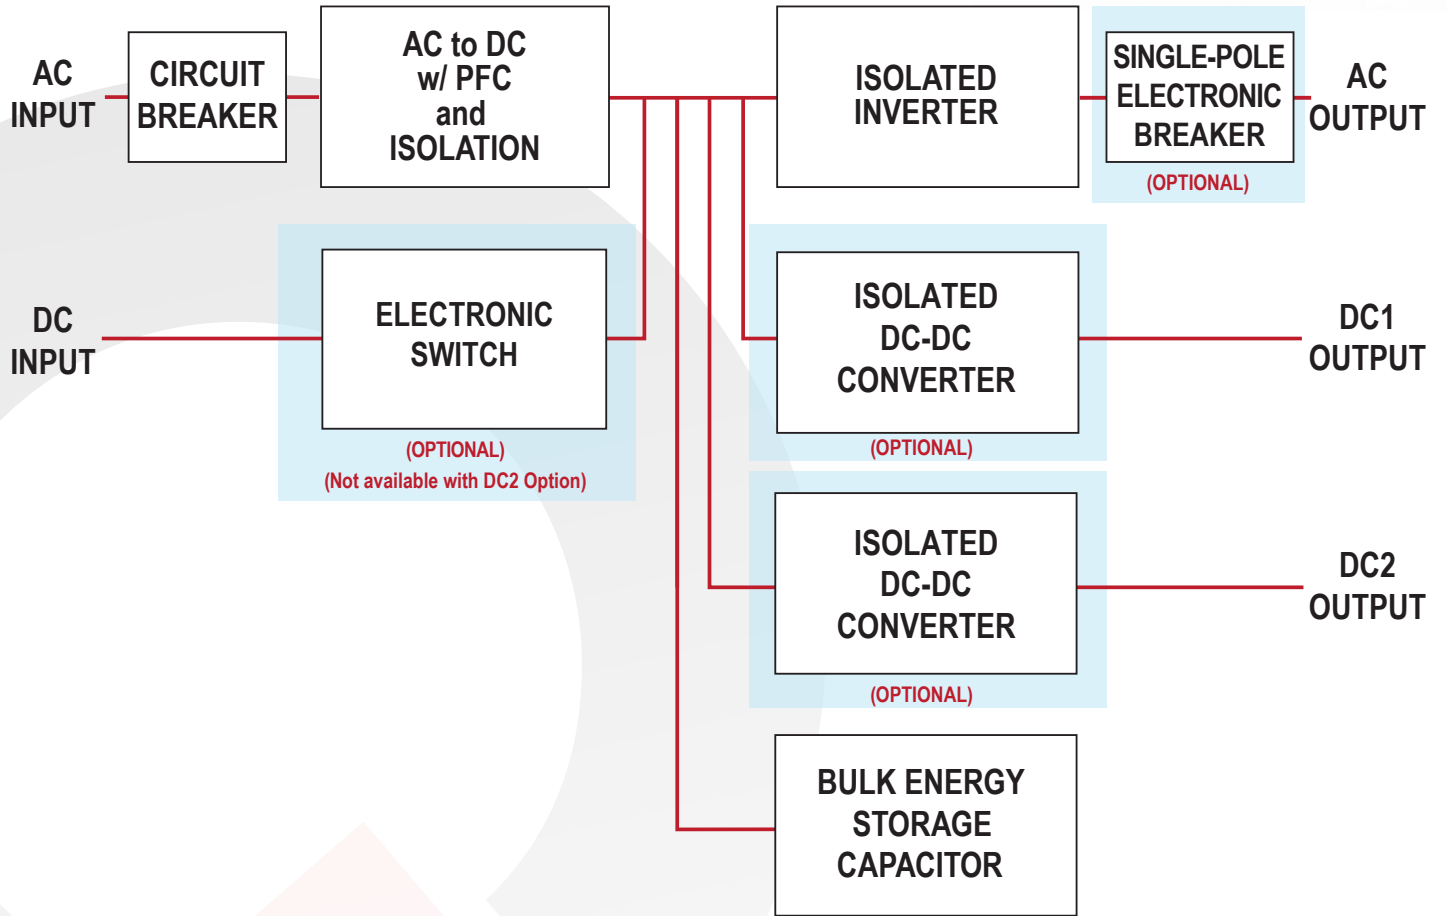 AC
INPUT
CIRCUIT
BREAKER
AC to DC
w/ PFC
and
ISOLATION
ISOLATED
INVERTER
SINGLE-POLE
ELECTRONIC
BREAKER
(OPTIONAL)
AC
OUTPUT
DC
INPUT
ELECTRONIC
SWITCH
(OPTIONAL)
(Not available with DC2 Option)
ISOLATED
DC-DC
CONVERTER
(OPTIONAL)
DC1
OUTPUT
ISOLATED
DC-DC
CONVERTER
(OPTIONAL)
DC2
OUTPUT
BULK ENERGY
STORAGE
CAPACITOR